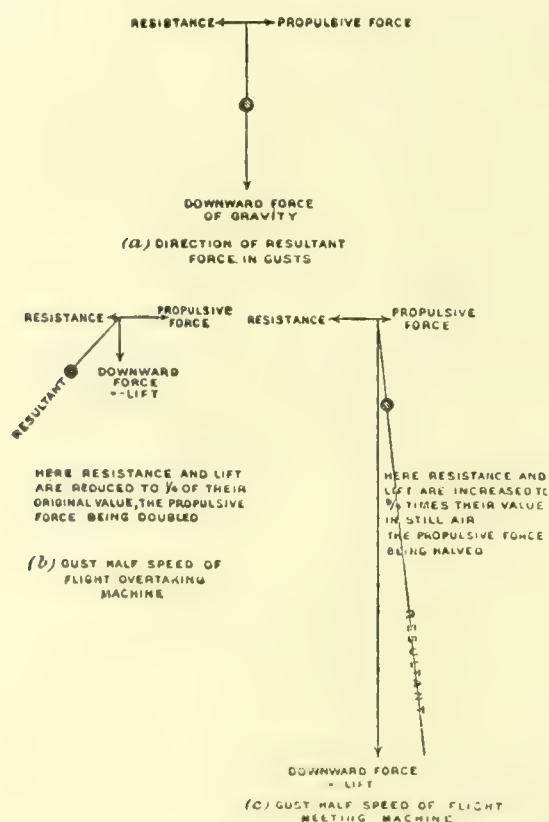 RESISTANCE PROPULSIVE FORCE
DOWNWARD FORCE
OF GRAVITY
(a) DIRECTION OF RESULTANT
FORCE IN GUSTS
RESISTANCE PROPULSIVE
FORCE
DOWNWARD
FORCE
=-LIFT
RESULTANT
HERE RESISTANCE AND LIFT
ARE REDUCED TO 1/4 OF THEIR
ORIGINAL VALUE, THE PROPULSIVE
FORCE BEING DOUBLED
(b) GUST HALF SPEED OF
FLIGHT OVERTAKING
MACHINE
RESISTANCE PROPULSIVE
FORCE
HERE RESISTANCE AND
LIFT ARE INCREASED TO
9/4 TIMES THEIR VALUE
IN STILL AIR
THE PROPULSIVE FORCE
BEING HALVED
RESULTANT
DOWNWARD FORCE
- LIFT
(c) GUST HALF SPEED OF FLIGHT
MEETING MACHINE